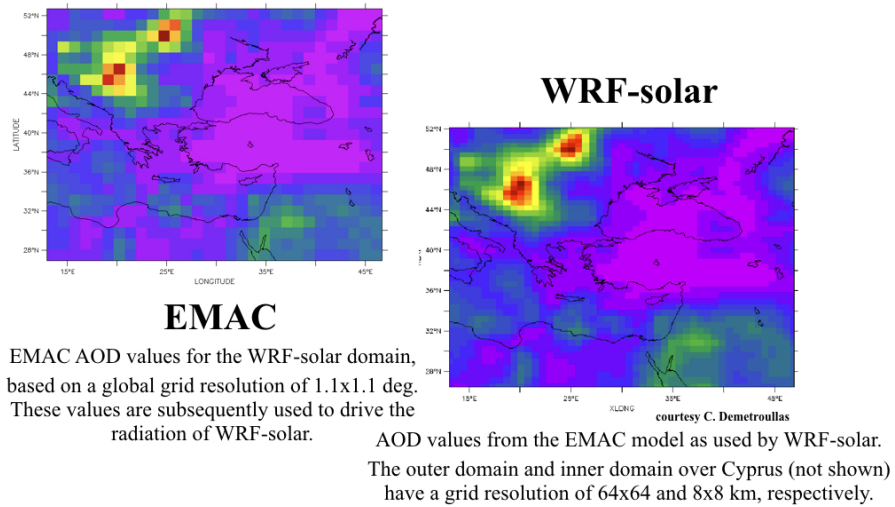 52°N
48°N
44°N
40°N
36°N
32°N
28°N
LATITUDE
15°E 25°E 35°E 45°E
LONGITUDE
EMAC
EMAC AOD values for the WRF-solar domain,
based on a global grid resolution of 1.1x1.1 deg.
These values are subsequently used to drive the
radiation of WRF-solar.
WRF-solar
52°N
48°N
44°N
40°N
36°N
32°N
28°N
15°E 25°E 35°E 45°E
XLONG
courtesy C. Demetroullas
AOD values from the EMAC model as used by WRF-solar.
The outer domain and inner domain over Cyprus (not shown)
have a grid resolution of 64x64 and 8x8 km, respectively.